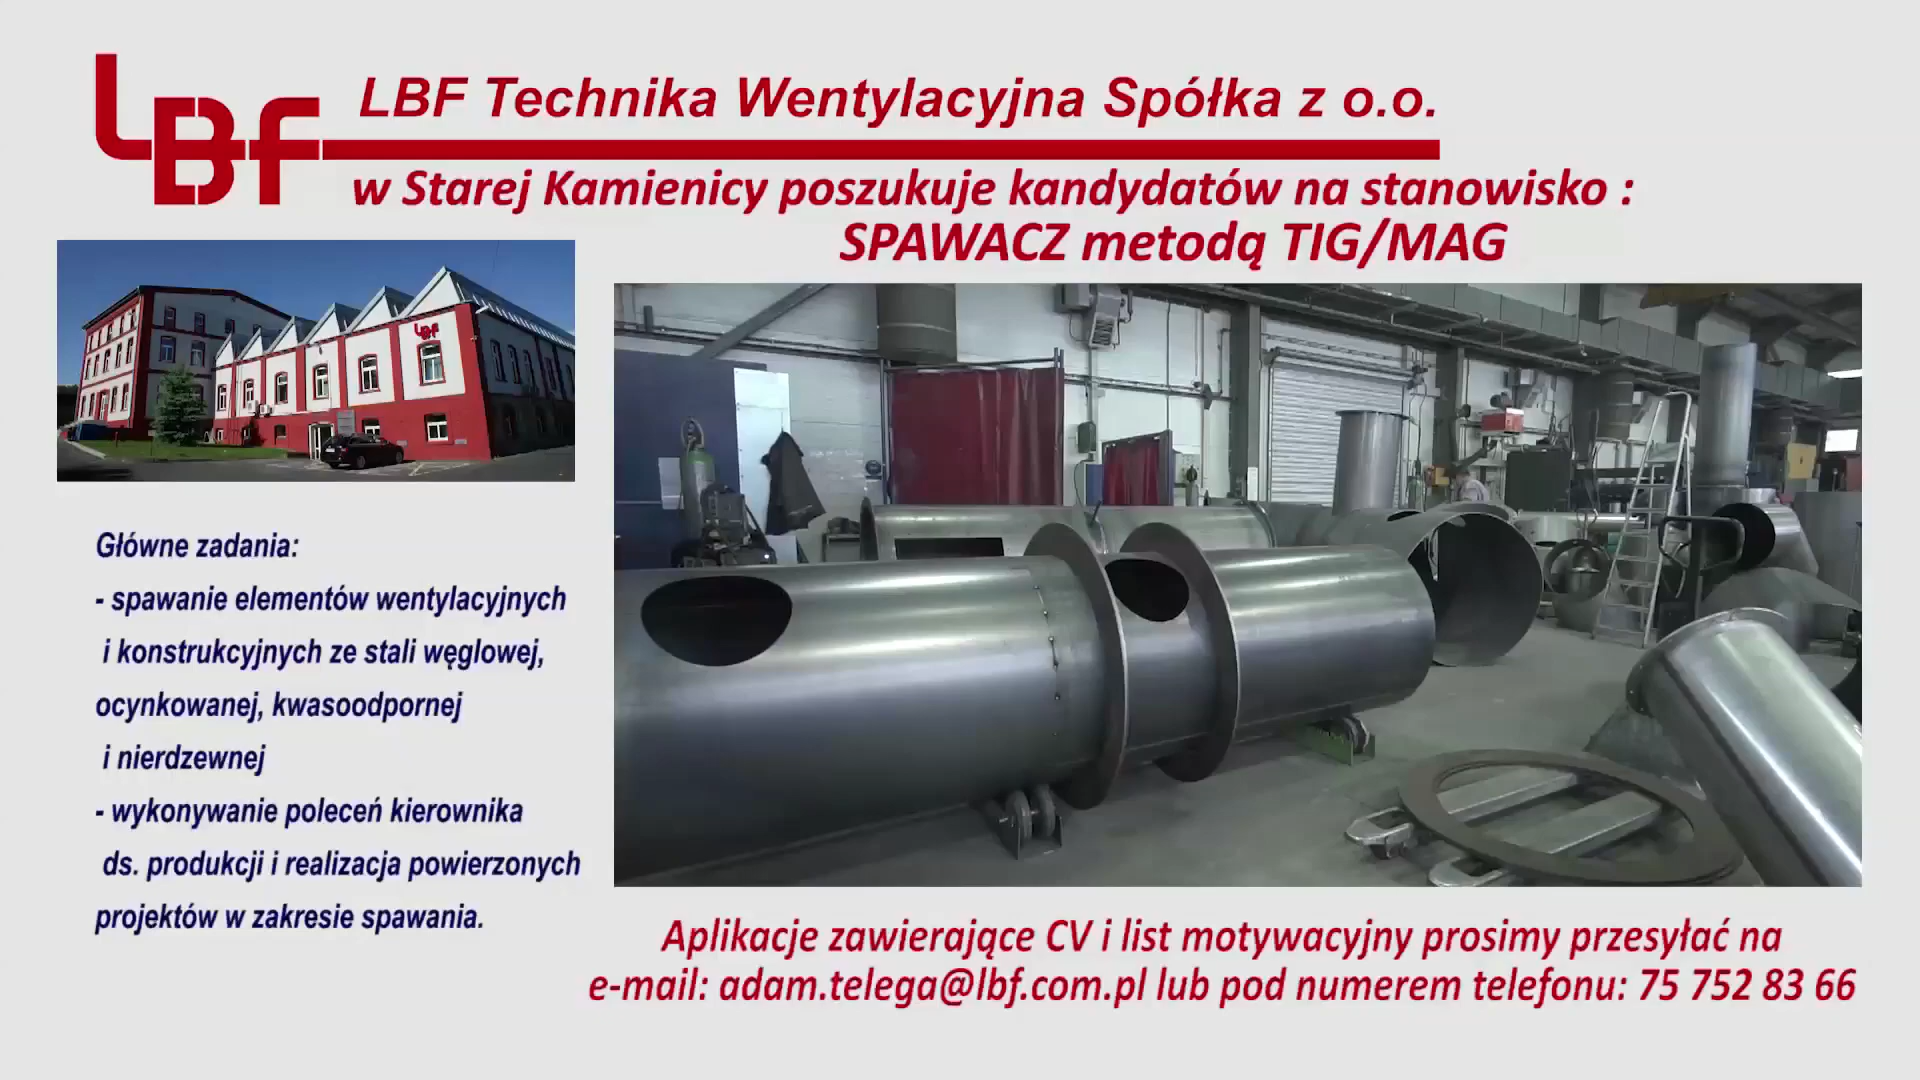 LBF
LBF Technika Wentylacyjna Spółka z o.o.
w Starej Kamienicy poszukuje kandydatów na stanowisko :
SPAWACZ metodą TIG/MAG
LBF
Główne zadania:
- spawanie elementów wentylacyjnych
i konstrukcyjnych ze stali węglowej,
ocynkowanej, kwasoodpornej
i nierdzewnej
- wykonywanie poleceń kierownika
ds. produkcji i realizacja powierzonych
projektów w zakresie spawania.
Aplikacje zawierające CV i list motywacyjny prosimy przesyłać na
e-mail: adam.telega@lbf.com.pl lub pod numerem telefonu: 75 752 83 66